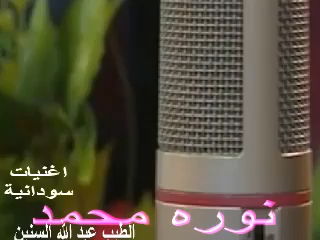 اغنيات
سودانية
نوره محمد
الطيب عبد الله السنين